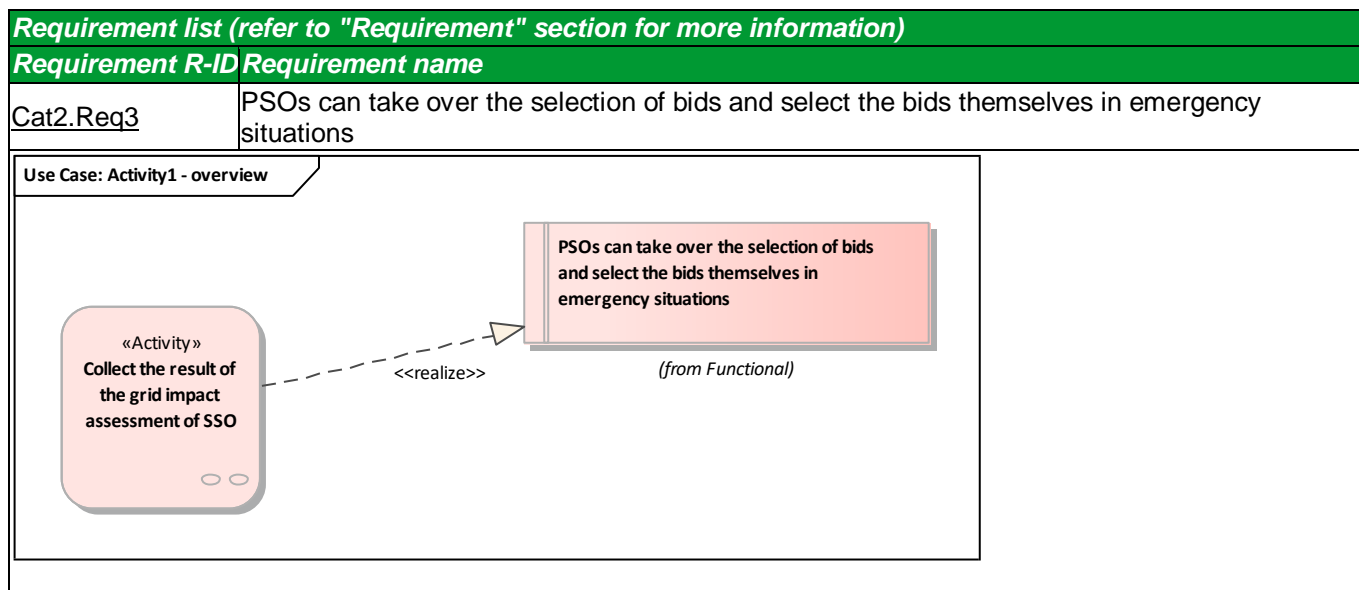 Requirement list (refer to "Requirement" section for more information)
Requirement R-ID Requirement name
Cat2.Req3
PSOs can take over the selection of bids and select the bids themselves in emergency
situations
Use Case: Activity1 - overview
PSOs can take over the selection of bids
and select the bids themselves in
emergency situations
(from Functional)
«Activity»
Collect the result of
the grid impact
assessment of SSO
<<realize>>